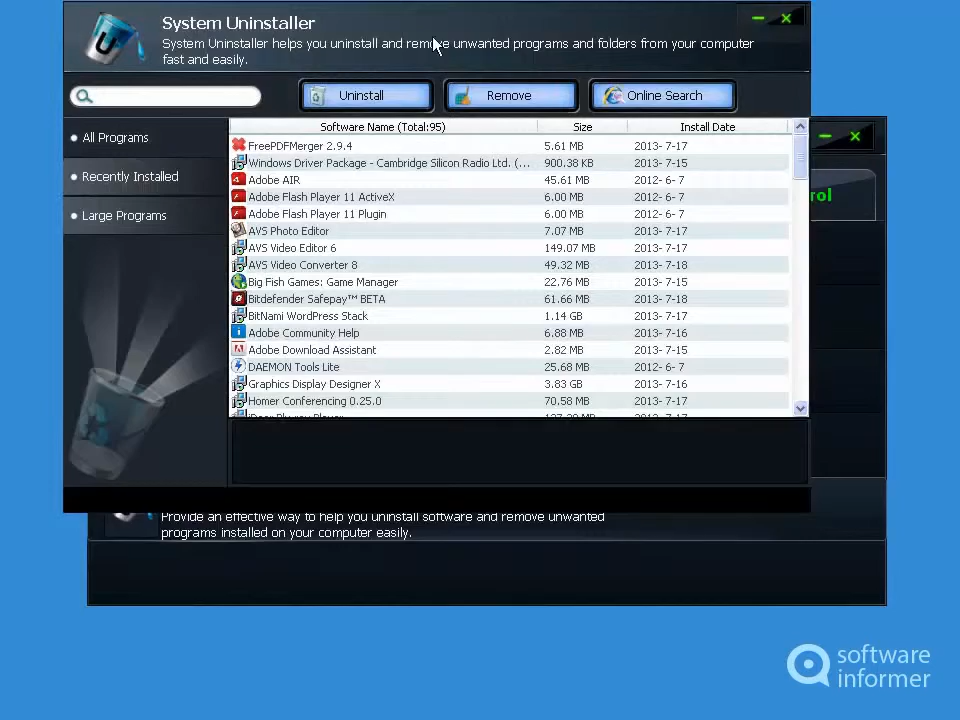 System Uninstaller
System Uninstaller helps you uninstall and remove unwanted programs and folders from your computer
fast and easily.
Uninstall
Remove
Online Search
All Programs
Recently Installed
Large Programs
Software Name (Total:95) Size Install Date
FreePDFMerger 2.9.4 5.61 MB 2013- 7-17
Windows Driver Package - Cambridge Silicon Radio Ltd. (... 900.38 KB 2013- 7-15
Adobe AIR 45.61 MB 2012- 6- 7
Adobe Flash Player 11 ActiveX 6.00 MB 2012- 6- 7
Adobe Flash Player 11 Plugin 6.00 MB 2012- 6- 7
AVS Photo Editor 7.07 MB 2013- 7-17
AVS Video Editor 6 149.07 MB 2013- 7-17
AVS Video Converter 8 49.32 MB 2013- 7-18
Big Fish Games: Game Manager 22.76 MB 2013- 7-15
Bitdefender Safepay™ BETA 61.66 MB 2013- 7-18
BitNami WordPress Stack 1.14 GB 2013- 7-17
Adobe Community Help 6.88 MB 2013- 7-16
Adobe Download Assistant 2.82 MB 2013- 7-15
DAEMON Tools Lite 25.68 MB 2012- 6- 7
Graphics Display Designer X 3.83 GB 2013- 7-16
Homer Conferencing 0.25.0 70.58 MB 2013- 7-17
rol
Provide an effective way to help you uninstall software and remove unwanted
programs installed on your computer easily.
software
informer